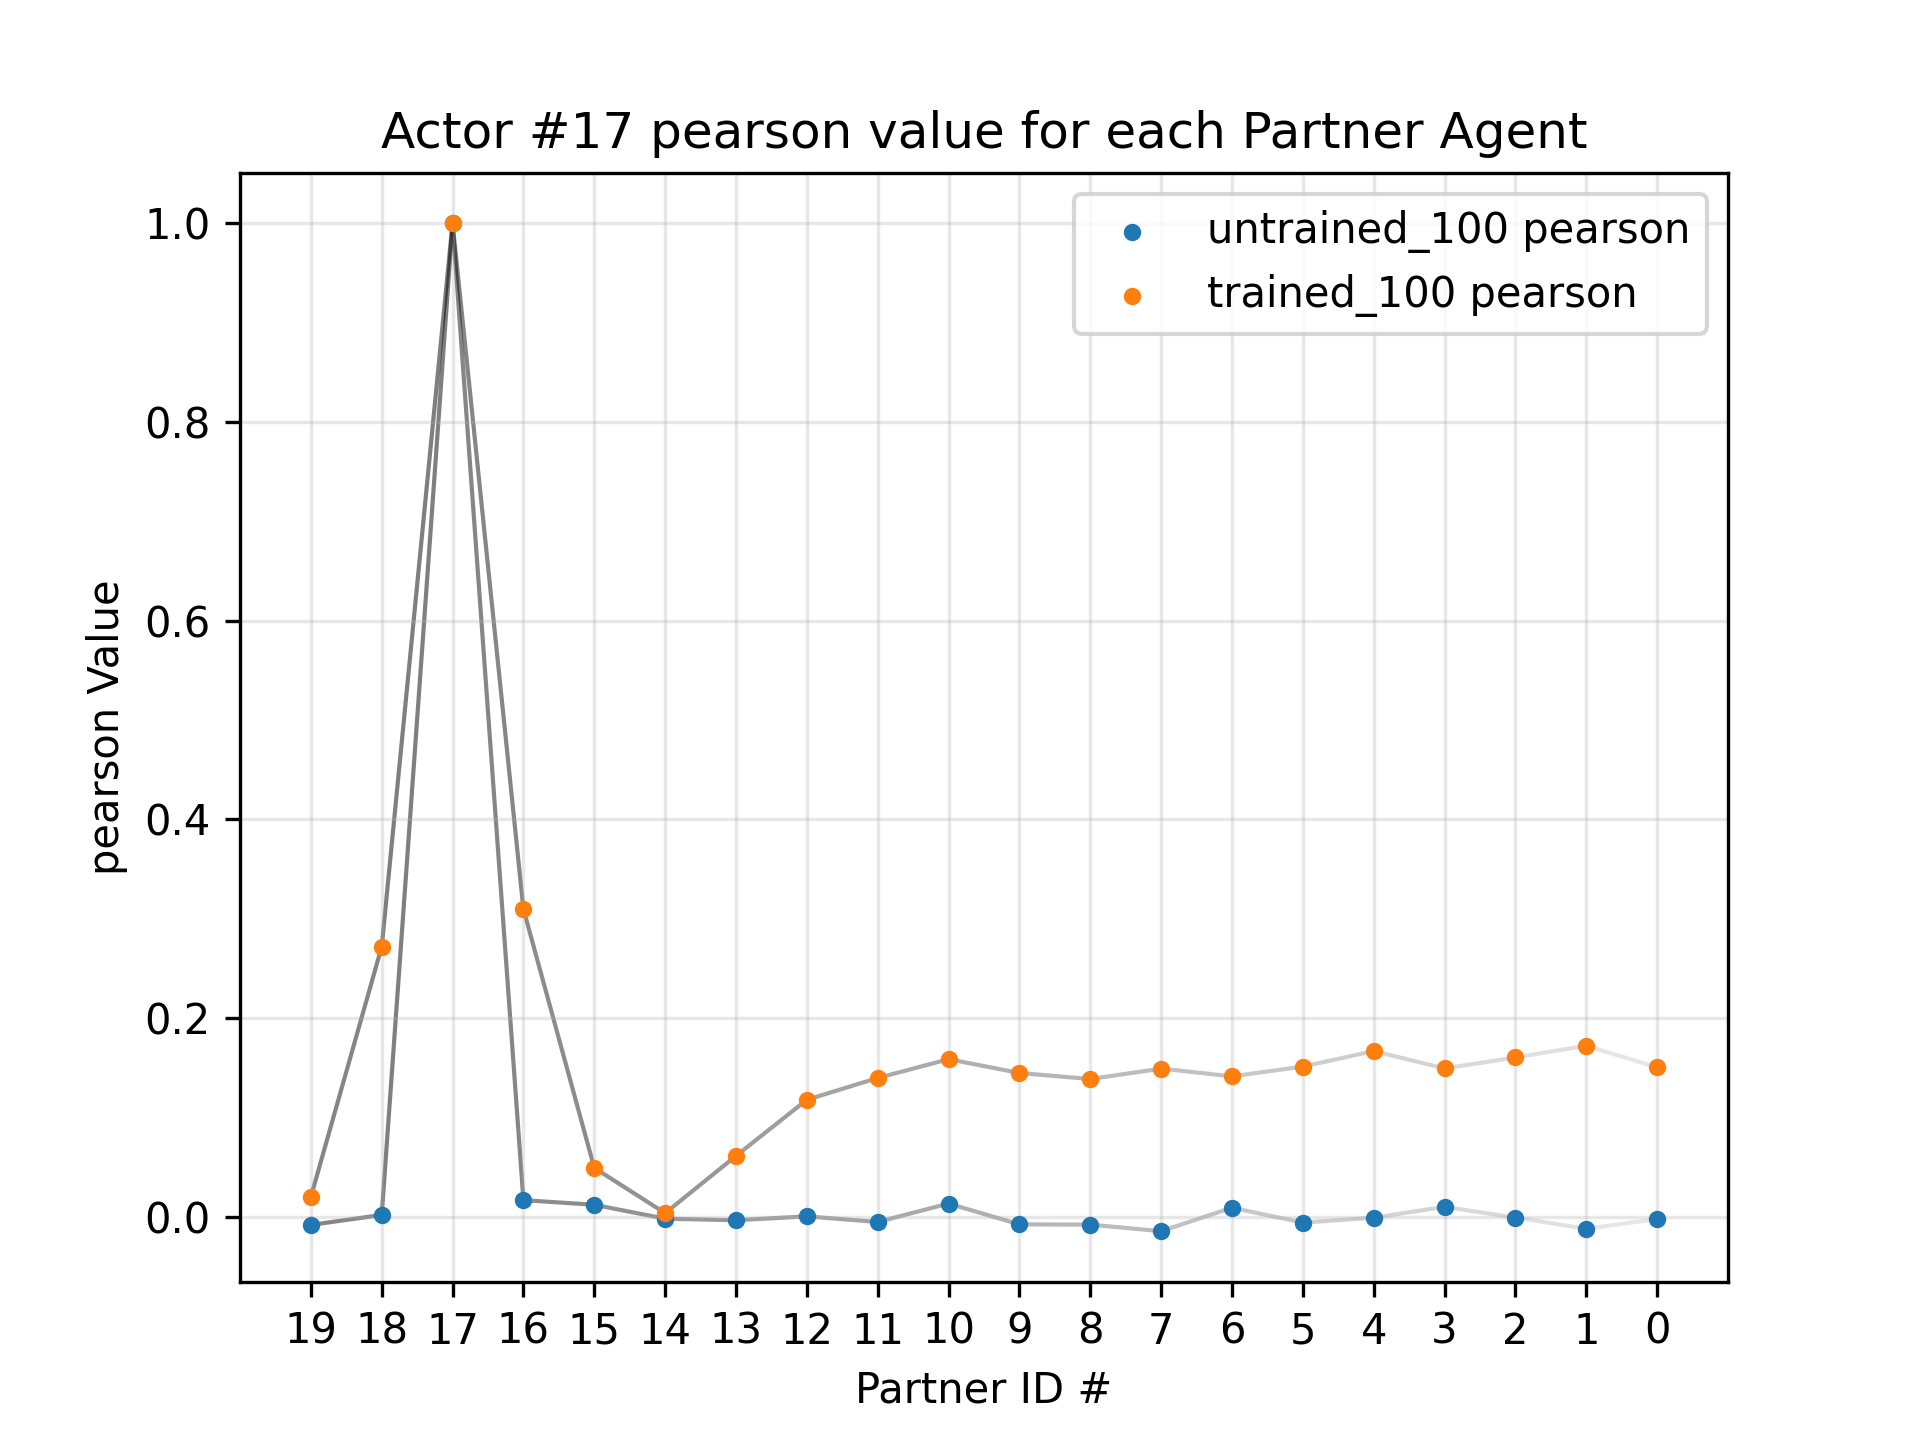 Actor #17 pearson value for each Partner Agent
untrained_100 pearson
trained_100 pearson
pearson Value
1.0
0.8
0.6
0.4
0.2
0.0
19 18 17 16 15 14 13 12 11 10 9 8 7 6 5 4 3 2 1 0
Partner ID #